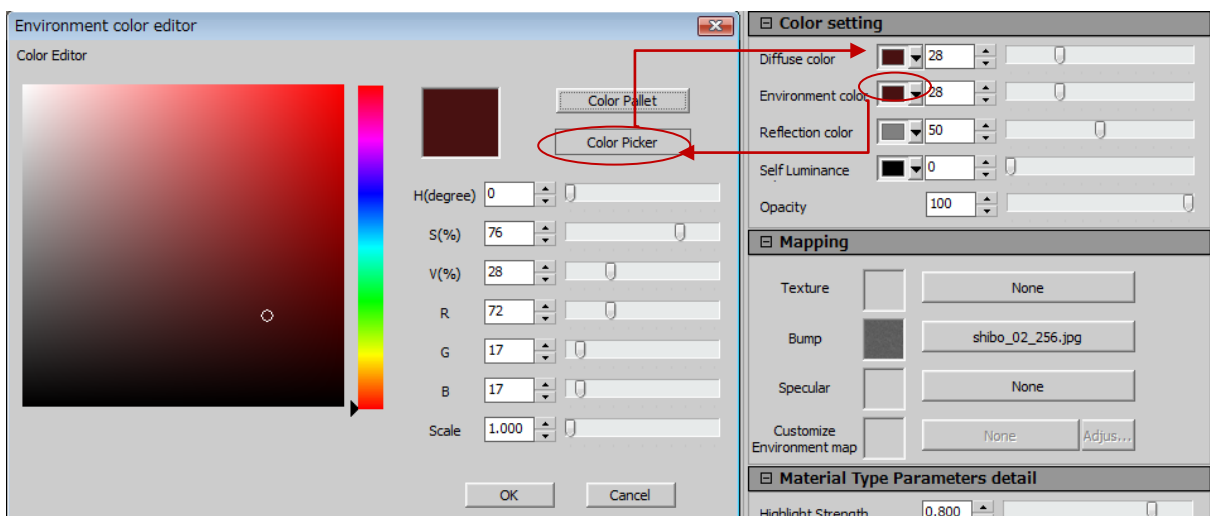 Environment color editor
Color Editor
Color Pallet
Color Picker
H(degree) 0
S(%) 76
V(%) 28
R 72
G 17
B 17
Scale 1.000
OK Cancel
Color setting
Diffuse color 28
Environment color 28
Reflection color 50
Self Luminance 0
Opacity 100
Mapping
Texture None
Bump shibo_02_256.jpg
Specular None
Customize
Environment map None Adjus...
Material Type Parameters detail
Highlight Strength 0.800